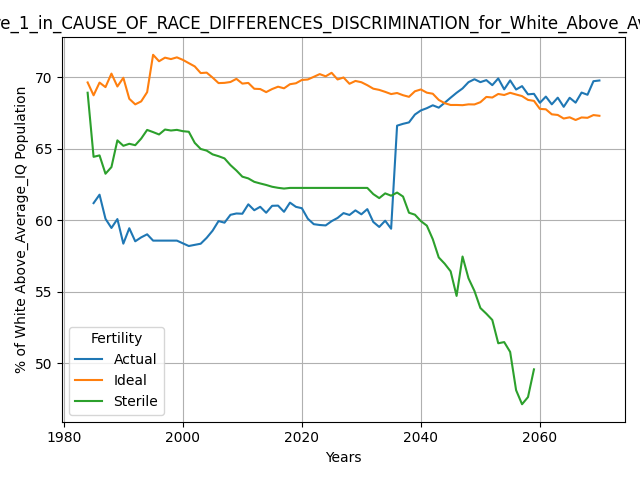 e_1_in_CAUSE_OF_RACE_DIFFERENCES_DISCRIMINATION_for_White_Above_Av
% of White Above_Average_IQ Population
70
65
60
55
50
Fertility
Actual
Ideal
Sterile
1980
2000
2020
2040
2060
Years